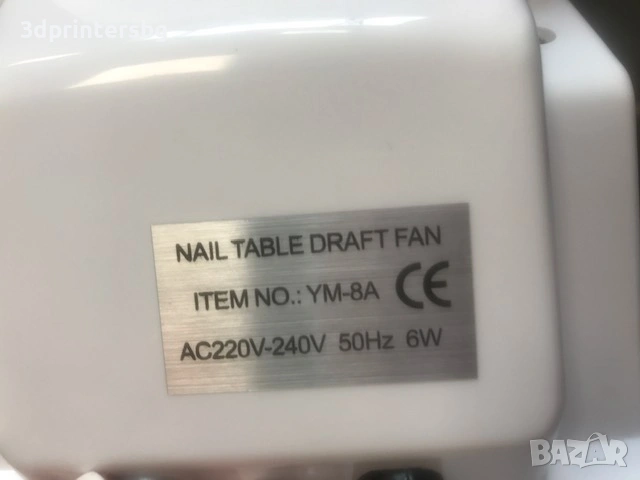 3dprintersbg
NAIL TABLE DRAFT FAN
ITEM NO.: YM-8A CE
AC220V-240V 50Hz 6W
BAZAR